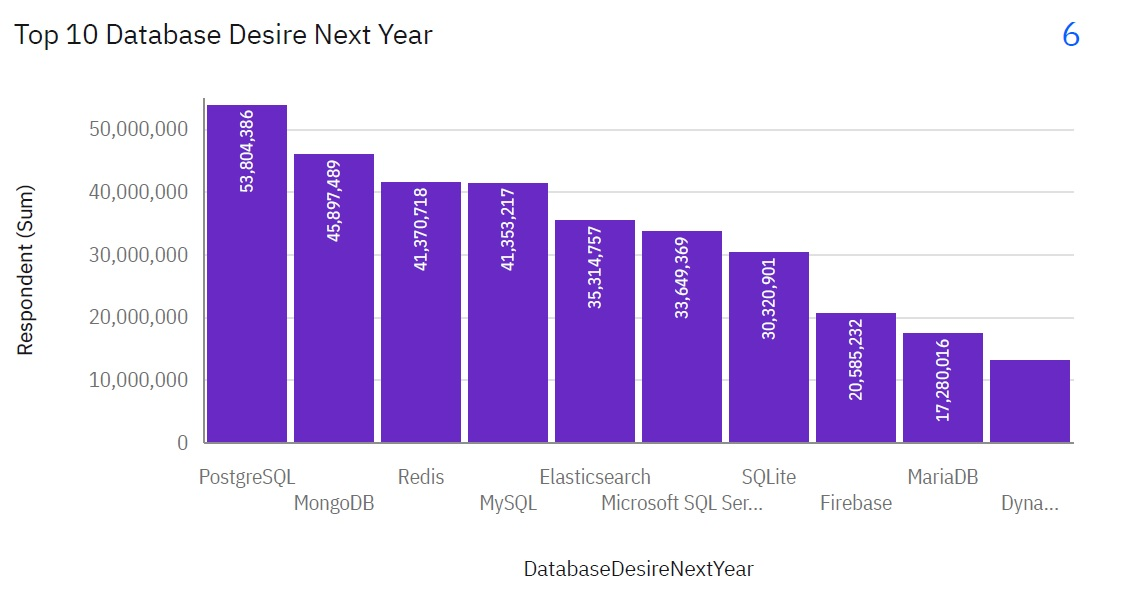 Top 10 Database Desire Next Year
6
Respondent (Sum)
50,000,000
40,000,000
30,000,000
20,000,000
10,000,000
0
53,804,386
45,897,489
41,370,718
41,353,217
35,314,757
33,649,369
30,320,901
20,585,232
17,280,016
PostgreSQL
MongoDB
Redis
MySQL
Elasticsearch
Microsoft SQL Ser...
SQLite
Firebase
MariaDB
Dyna...
DatabaseDesireNextYear